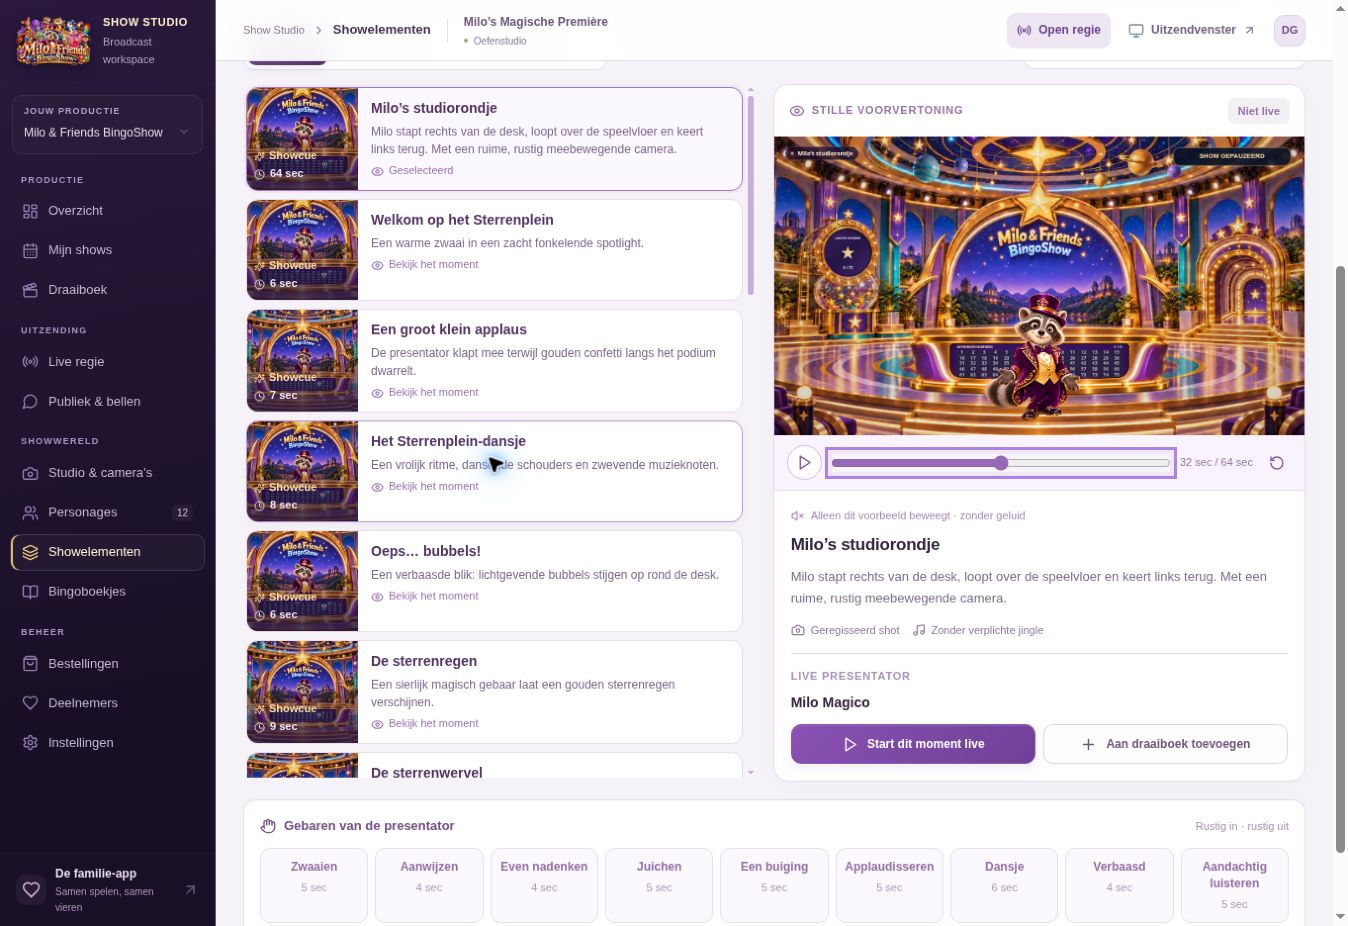 SHOW STUDIO
Broadcast
workspace
JOUW PRODUCTIE
Milo & Friends BingoShow
PRODUCTIE
Overzicht
Mijn shows
Draaiboek
UITZENDING
Live regie
Publiek & bellen
SHOWWERELD
Studio & camera's
Personages
12
Showelementen
Bingoboekjes
BEHEER
Bestellingen
Deelnemers
Instellingen
De familie-app
Samen spelen, samen
vieren
Show Studio
Showelementen
Milo’s Magische Première
Oefenstudio
Open regie
Uitzendvenster
DG
Milo’s studiorondje
Milo stapt rechts van de desk, loopt over de speelvloer en keert
links terug. Met een ruime, rustig meebewegende camera.
Geselecteerd
Showcue
64 sec
Welkom op het Sterrenplein
Een warme zwaai in een zacht fonkelende spotlight.
Bekijk het moment
Showcue
6 sec
Een groot klein applaus
De presentator klapt mee terwijl gouden confetti langs het podium
dwarrelt.
Bekijk het moment
Showcue
7 sec
Het Sterrenplein-dansje
Een vrolijk ritme, dansende schouders en zwevende muzieknoten.
Bekijk het moment
Showcue
8 sec
Oeps… bubbels!
Een verbaasde blik: lichtgevende bubbels stijgen op rond de desk.
Bekijk het moment
Showcue
6 sec
De sterrenregen
Een sierlijk magisch gebaar laat een gouden sterrenregen
verschijnen.
Bekijk het moment
Showcue
9 sec
De sterrenwervel
STILLE VOORVERTONING
Niet live
Milo’s studiorondje
SHOW GEPAUZEERD
Milo & Friends
BingoShow
32 sec / 64 sec
Alleen dit voorbeeld beweegt · zonder geluid
Milo’s studiorondje
Milo stapt rechts van de desk, loopt over de speelvloer en keert links terug. Met een
ruime, rustig meebewegende camera.
Geregisseerd shot
Zonder verplichte jingle
LIVE PRESENTATOR
Milo Magico
Start dit moment live
Aan draaiboek toevoegen
Gebaren van de presentator
Rustig in · rustig uit
Zwaaien
5 sec
Aanwijzen
4 sec
Even nadenken
4 sec
Juichen
5 sec
Een buiging
5 sec
Applaudisseren
5 sec
Dansje
6 sec
Verbaasd
4 sec
Aandachtig
luisteren
5 sec